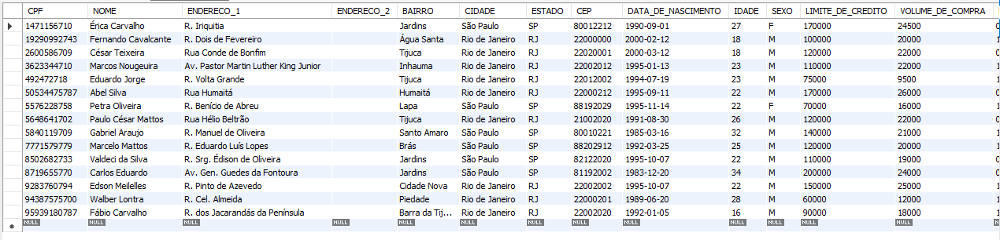 CPF NOME ENDERECO_1 ENDERECO_2 BAIRRO CIDADE ESTADO CEP DATA_DE_NASCIMENTO IDADE SEXO LIMITE_DE_CREDITO VOLUME_DE_COMPRA
1471156710 Érica Carvalho R. Iriquitia Jardins São Paulo SP 80012212 1990-09-01 27 F 170000 24500 0
19290992743 Fernando Cavalcante R. Dois de Fevereiro Água Santa Rio de Janeiro RJ 22000000 2000-02-12 18 M 100000 20000 1
2600586709 César Teixeira Rua Conde de Bonfim Tijuca Rio de Janeiro RJ 22020001 2000-03-12 18 M 120000 22000 0
3623344710 Marcos Nougeuira Av. Pastor Martin Luther King Junior Inhauma Rio de Janeiro RJ 22002012 1995-01-13 23 M 110000 22000 1
492472718 Eduardo Jorge R. Volta Grande Tijuca Rio de Janeiro RJ 22012002 1994-07-19 23 M 75000 9500 1
50534475787 Abel Silva Rua Humaitá Humaitá Rio de Janeiro RJ 22000212 1995-09-11 22 M 170000 26000 0
5576228758 Petra Oliveira R. Benício de Abreu Lapa São Paulo SP 88192029 1995-11-14 22 F 70000 16000 1
5648641702 Paulo César Mattos Rua Hélio Beltrão Tijuca Rio de Janeiro RJ 21002020 1991-08-30 26 M 120000 22000 0
5840119709 Gabriel Araujo R. Manuel de Oliveira Santo Amaro São Paulo SP 80010221 1985-03-16 32 M 140000 21000 1
7771579779 Marcelo Mattos R. Eduardo Luís Lopes Brás São Paulo SP 88202912 1992-03-25 25 M 120000 20000 1
8502682733 Valdeci da Silva R. Srg. Édison de Oliveira Jardins São Paulo SP 82122020 1995-10-07 22 M 110000 19000 0
8719655770 Carlos Eduardo Av. Gen. Guedes da Fontoura Jardins São Paulo SP 81192002 1983-12-20 34 M 200000 24000 0
9283760794 Edson Meilelles R. Pinto de Azevedo Cidade Nova Rio de Janeiro RJ 22002002 1995-10-07 22 M 150000 25000 1
94387575700 Walber Lontra R. Cel. Almeida Piedade Rio de Janeiro RJ 22000201 1989-06-20 28 M 60000 12000 1
95939180787 Fábio Carvalho R. dos Jacarandás da Península Barra da Tij... Rio de Janeiro RJ 22002020 1992-01-05 16 M 90000 18000 1
NULL NULL NULL NULL NULL NULL NULL NULL NULL NULL NULL NULL NULL